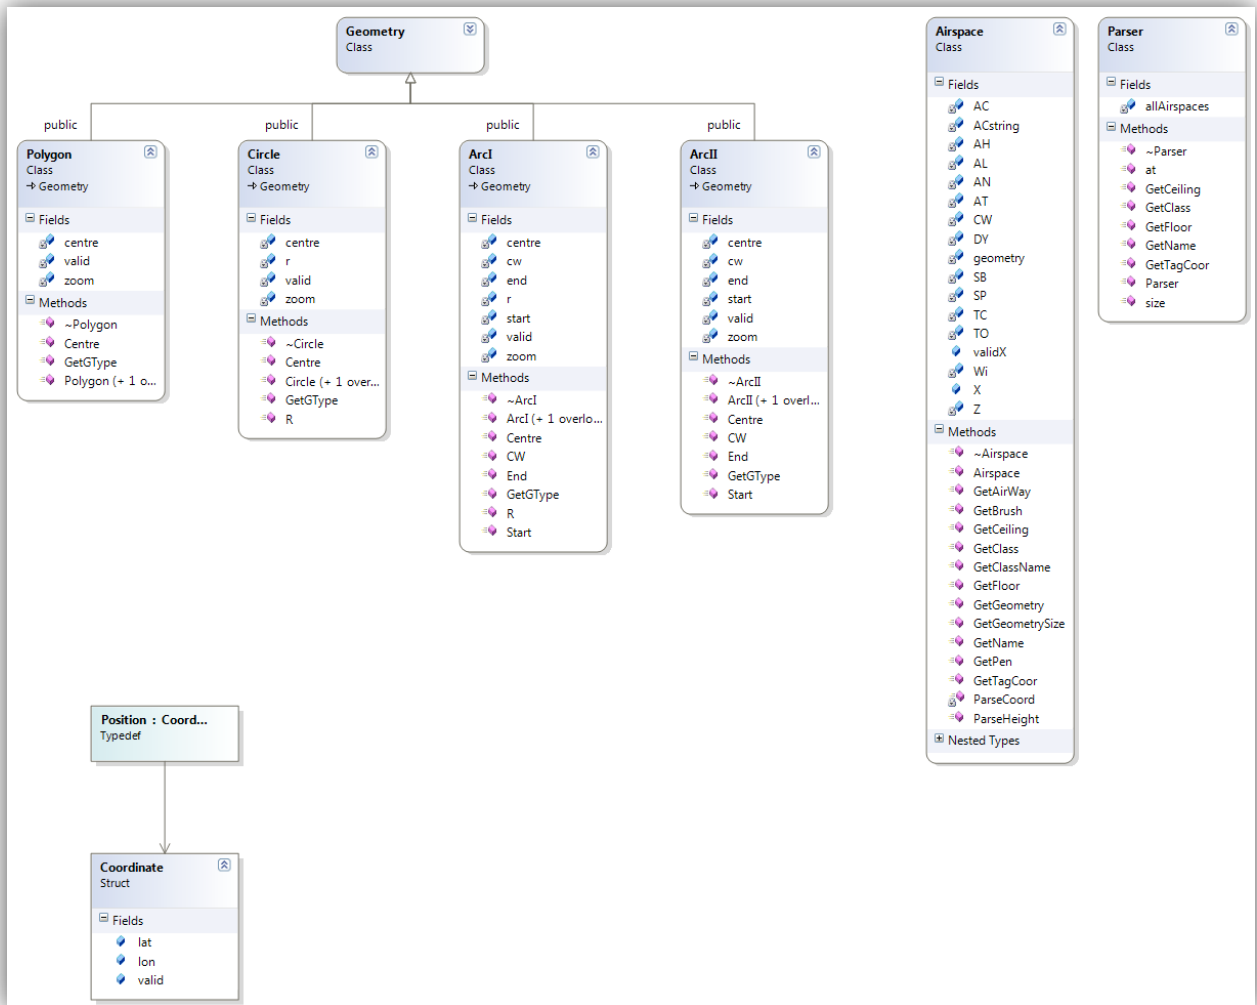 Geometry
Class
public
public
public
public
Polygon
Class
Geometry
Fields
centre
valid
zoom
Methods
~Polygon
Centre
GetGType
Polygon (+ 1 o...
Circle
Class
Geometry
Fields
centre
r
valid
zoom
Methods
~Circle
Centre
Circle (+ 1 over...
GetGType
R
ArcI
Class
Geometry
Fields
centre
cw
end
r
start
valid
zoom
Methods
~ArcI
ArcI (+ 1 overlo...
Centre
CW
End
GetGType
R
Start
ArcII
Class
Geometry
Fields
centre
cw
end
start
valid
zoom
Methods
~ArcII
ArcII (+ 1 overl...
Centre
CW
End
GetGType
Start
Airspace
Class
Fields
AC
ACstring
AH
AL
AN
AT
CW
DY
geometry
SB
SP
TC
TO
validX
Wi
X
Z
Methods
~Airspace
Airspace
GetAirWay
GetBrush
GetCeiling
GetClass
GetClassName
GetFloor
GetGeometry
GetGeometrySize
GetName
GetPen
GetTagCoor
ParseCoord
ParseHeight
Nested Types
Parser
Class
Fields
allAirspaces
Methods
~Parser
at
GetCeiling
GetClass
GetFloor
GetName
GetTagCoor
Parser
size
Position : Coord...
Typedef
Coordinate
Struct
Fields
lat
lon
valid